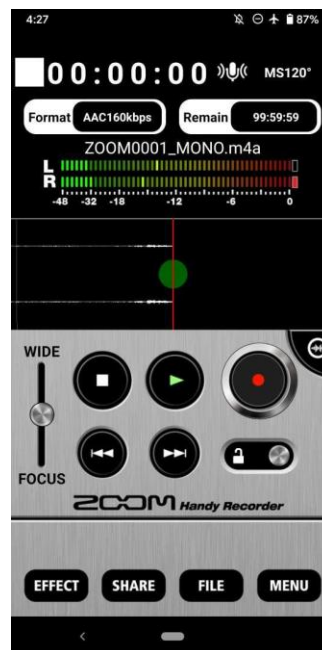 4:27 87%
00:00:00 MS120°
Format AAC160kbps Remain 99:59:59
ZOOM0001_MONO.m4a
L
R
-48 -32 -18 -12 -6 0
WIDE
FOCUS
ZOOM Handy Recorder
EFFECT SHARE FILE MENU